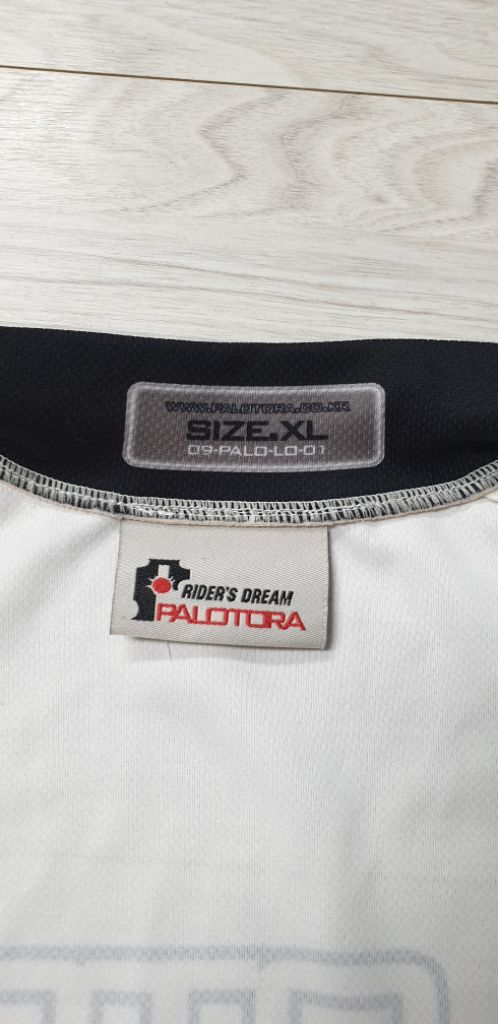 WWW.PALOTORA.CO.KR
SIZE.XL
09-PALO-LO-01
RIDER'S DREAM
PALOTORA